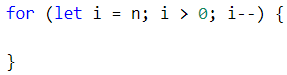 for (let i = n; i > 0; i--) {
}